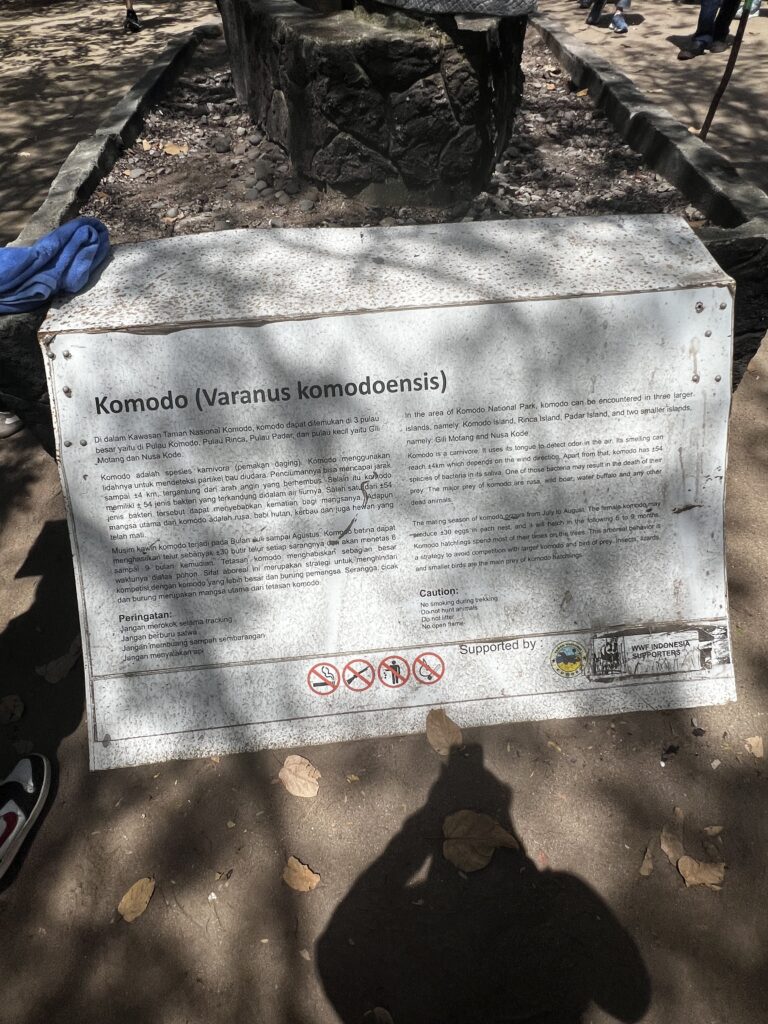 Komodo (Varanus komodoensis)
Di dalam Kawasan Taman Nasional Komodo, komodo dapat ditemukan di 3 pulau
besar yaitu di Pulau Komodo, Pulau Rinca, Pulau Padar, dan pulau kecil yaitu Gili
Motang dan Nusa Kode.
Komodo adalah spesies karnivora (pemakan daging). Komodo menggunakan
lidahnya untuk mendeteksi partikel bau diudara. Penciumannya bisa mencapai jarak
sampai ±4 km, tergantung dari arah angin yang berhembus. Selain itu komodo
memiliki ± 54 jenis bakteri yang terkandung didalam air liurnya. Salah satu dari ±54
jenis bakteri tersebut dapat menyebabkan kematian bagi mangsanya. Adapun
mangsa utama dari komodo adalah rusa, babi hutan, kerbau dan juga hewan yang
telah mati.
Musim kawin komodo terjadi pada Bulan Juli sampai Agustus. Komodo betina dapat
menghasilkan telur sebanyak ±30 butir telur setiap sarangnya dan akan menetas 6
sampai 9 bulan kemudian. Tetasan komodo menghabiskan sebagian besar
waktunya diatas pohon. Sifat aboreal ini merupakan strategi untuk menghindari
kompetisi dengan komodo yang lebih besar dan burung pemangsa. Serangga, cicak
dan burung merupakan mangsa utama dari tetasan komodo.
Peringatan:
Jangan merokok selama tracking
Jangan berburu satwa
Jangan membuang sampah sembarangan
Jangan menyalakan api
In the area of Komodo National Park, komodo can be encountered in three larger
islands, namely: Komodo Island, Rinca Island, Padar Island, and two smaller islands,
namely: Gili Motang and Nusa Kode.
Komodo is a carnivore. It uses its tongue to detect odor in the air. Its smelling can
reach ±4km which depends on the wind direction. Apart from that, komodo has ±54
species of bacteria in its saliva. One of those bacteria may result in the death of their
prey. The major prey of komodo are rusa, wild boar, water buffalo and any other
dead animals.
The mating season of komodo occurs from July to August. The female komodo may
produce ±30 eggs in each nest, and it will hatch in the following 6 to 9 months.
Komodo hatchlings spend most of their times on the trees. This arboreal behavior is
a strategy to avoid competition with larger komodo and bird of prey. Insects, lizards,
and smaller birds are the main prey of komodo hatchlings.
Caution:
No smoking during trekking
Do not hunt animals
Do not litter
No open flame
Supported by :
WWF INDONESIA
SUPPORTERS